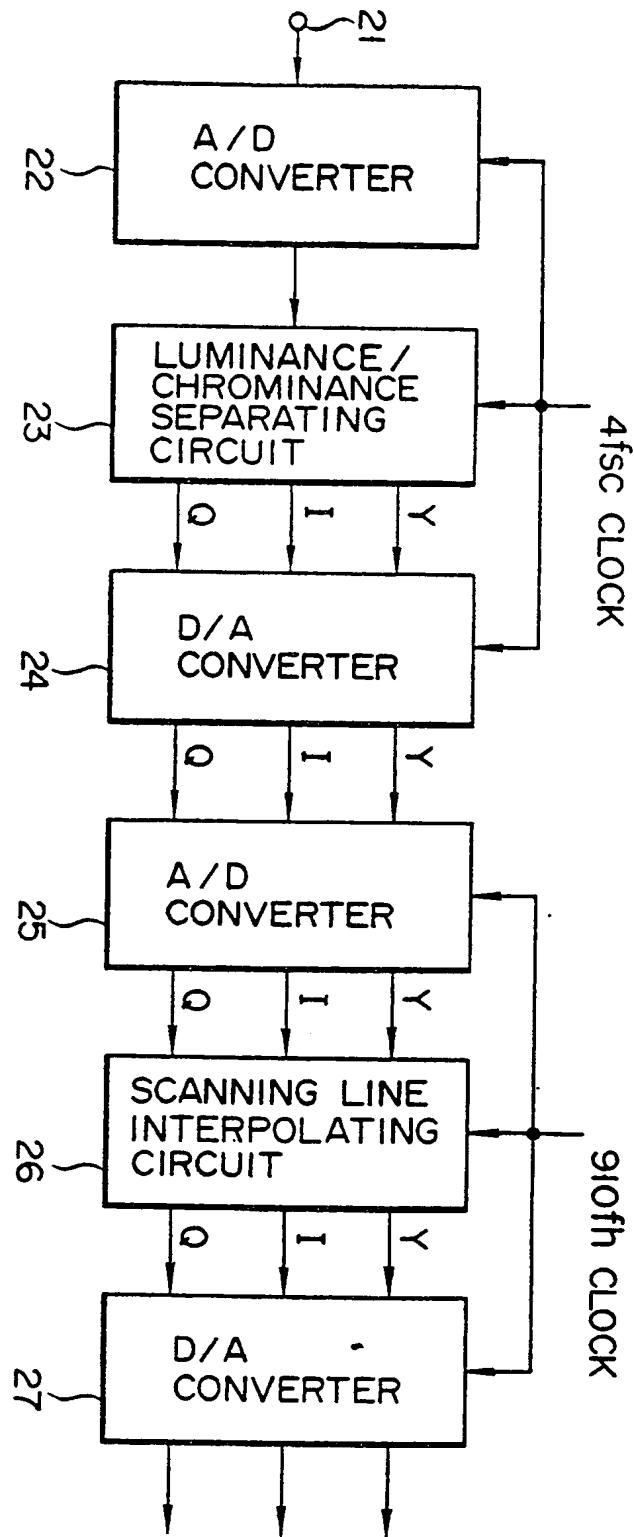 21
A/D
CONVERTER
22
4fsc CLOCK
LUMINANCE/
CHROMINANCE
SEPARATING
CIRCUIT
23
Q I Y
D/A
CONVERTER
24
Q I Y
A/D
CONVERTER
25
Q I Y
910fh CLOCK
SCANNING LINE
INTERPOLATING
CIRCUIT
26
Q I Y
D/A
CONVERTER
27